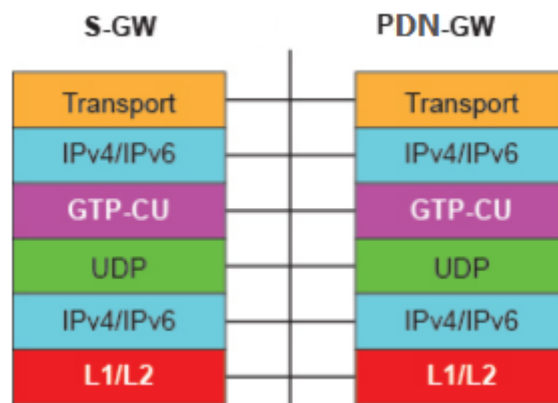 S-GW PDN-GW
Transport Transport
IPv4/IPv6 IPv4/IPv6
GTP-CU GTP-CU
UDP UDP
IPv4/IPv6 IPv4/IPv6
L1/L2 L1/L2